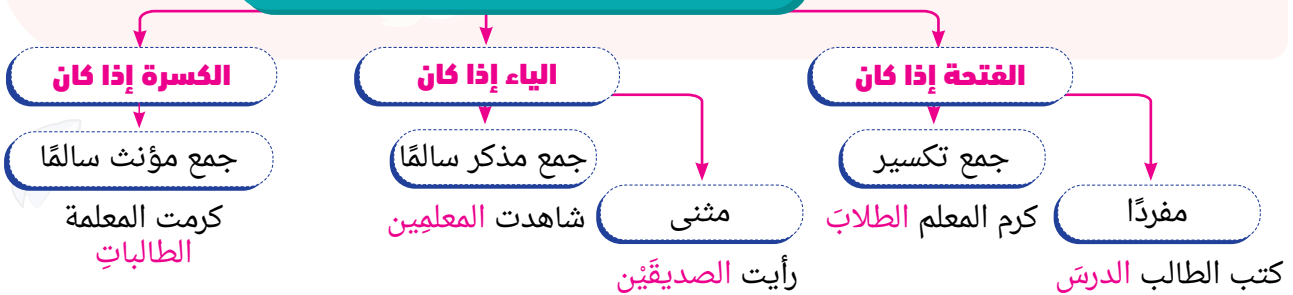 الفتحة إذا كان
الياء إذا كان
الكسرة إذا كان
مفردًا
كتب الطالب الدرسَ
جمع تكسير
كرم المعلم الطلابَ
مثنى
رأيت الصديقَيْن
جمع مذكر سالمًا
شاهدت المعلمِين
جمع مؤنث سالمًا
كرمت المعلمة
الطالباتِ